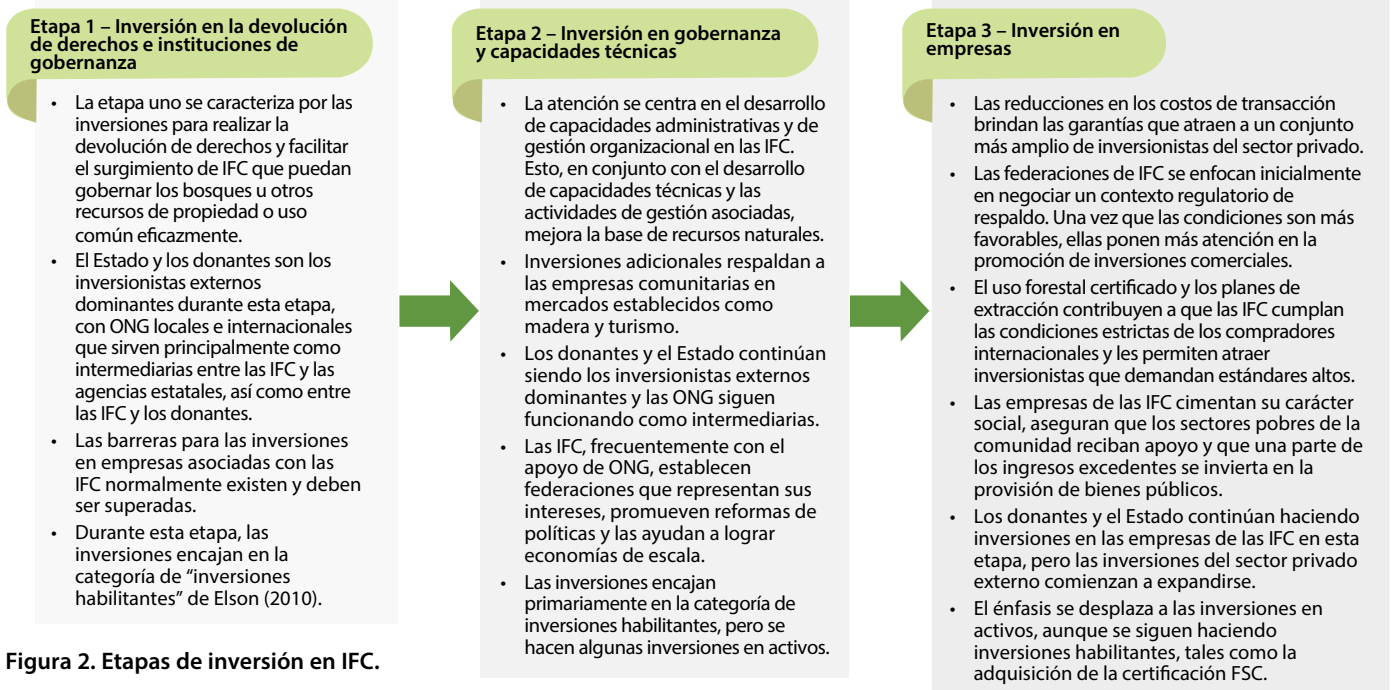 Etapa 1 – Inversión en la devolución
de derechos e instituciones de
gobernanza
• La etapa uno se caracteriza por las
inversiones para realizar la
devolución de derechos y facilitar
el surgimiento de IFC que puedan
gobernar los bosques u otros
recursos de propiedad o uso
común eficazmente.
• El Estado y los donantes son los
inversionistas externos
dominantes durante esta etapa,
con ONG locales e internacionales
que sirven principalmente como
intermediarias entre las IFC y las
agencias estatales, así como entre
las IFC y los donantes.
• Las barreras para las inversiones
en empresas asociadas con las
IFC normalmente existen y deben
ser superadas.
• Durante esta etapa, las
inversiones encajan en la
categoría de “inversiones
habilitantes” de Elson (2010).
Etapa 2 – Inversión en gobernanza
y capacidades técnicas
• La atención se centra en el desarrollo
de capacidades administrativas y de
gestión organizacional en las IFC.
Esto, en conjunto con el desarrollo
de capacidades técnicas y las
actividades de gestión asociadas,
mejora la base de recursos naturales.
• Inversiones adicionales respaldan a
las empresas comunitarias en
mercados establecidos como
madera y turismo.
• Los donantes y el Estado continúan
siendo los inversionistas externos
dominantes y las ONG siguen
funcionando como intermediarias.
• Las IFC, frecuentemente con el
apoyo de ONG, establecen
federaciones que representan sus
intereses, promueven reformas de
políticas y las ayudan a lograr
economías de escala.
• Las inversiones encajan
primariamente en la categoría de
inversiones habilitantes, pero se
hacen algunas inversiones en activos.
Etapa 3 – Inversión en
empresas
• Las reducciones en los costos de transacción
brindan las garantías que atraen a un conjunto
más amplio de inversionistas del sector privado.
• Las federaciones de IFC se enfocan inicialmente
en negociar un contexto regulatorio de
respaldo. Una vez que las condiciones son más
favorables, ellas ponen más atención en la
promoción de inversiones comerciales.
• El uso forestal certificado y los planes de
extracción contribuyen a que las IFC cumplan
las condiciones estrictas de los compradores
internacionales y les permiten atraer
inversionistas que demandan estándares altos.
• Las empresas de las IFC cimentan su carácter
social, aseguran que los sectores pobres de la
comunidad reciban apoyo y que una parte de
los ingresos excedentes se invierta en la
provisión de bienes públicos.
• Los donantes y el Estado continúan haciendo
inversiones en las empresas de las IFC en esta
etapa, pero las inversiones del sector privado
externo comienzan a expandirse.
• El énfasis se desplaza a las inversiones en
activos, aunque se siguen haciendo
inversiones habilitantes, tales como la
adquisición de la certificación FSC.
Figura 2. Etapas de inversión en IFC.